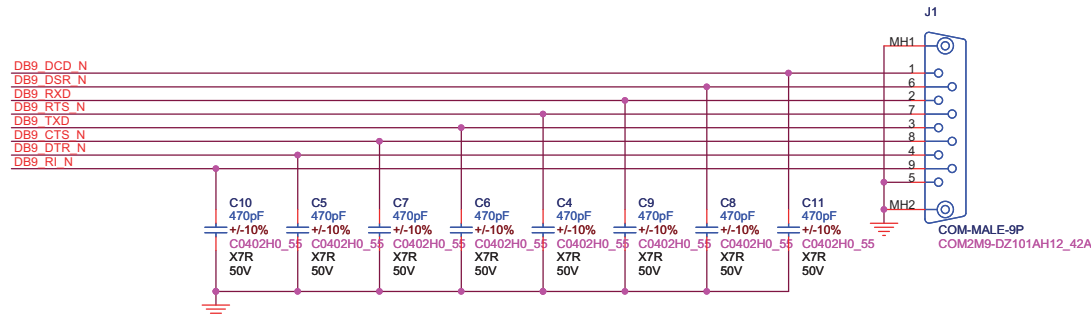 J1
MH1
DB9_DCD_N
1
DB9_DSR_N
6
DB9_RXD
2
DB9_RTS_N
7
DB9_TXD
3
DB9_CTS_N
8
DB9_DTR_N
4
DB9_RI_N
9
5
MH2
C10
470pF
+/-10%
C0402H0_55
X7R
50V
C5
470pF
+/-10%
C0402H0_55
X7R
50V
C7
470pF
+/-10%
C0402H0_55
X7R
50V
C6
470pF
+/-10%
C0402H0_55
X7R
50V
C4
470pF
+/-10%
C0402H0_55
X7R
50V
C9
470pF
+/-10%
C0402H0_55
X7R
50V
C8
470pF
+/-10%
C0402H0_55
X7R
50V
C11
470pF
+/-10%
C0402H0_55
X7R
50V
COM-MALE-9P
COM2M9-DZ101AH12_42A